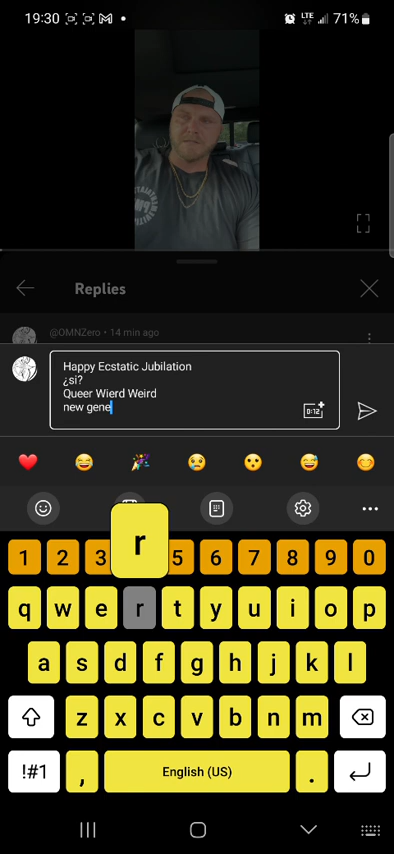 19:30
LTE
71%
Replies
@OMNZero • 14 min ago
Happy Ecstatic Jubilation
¿si?
Queer Wierd Weird
new gene
0:12
r
1 2 3 5 6 7 8 9 0
q w e r t y u i o p
a s d f g h j k l
z x c v b n m
!#1 , English (US) .